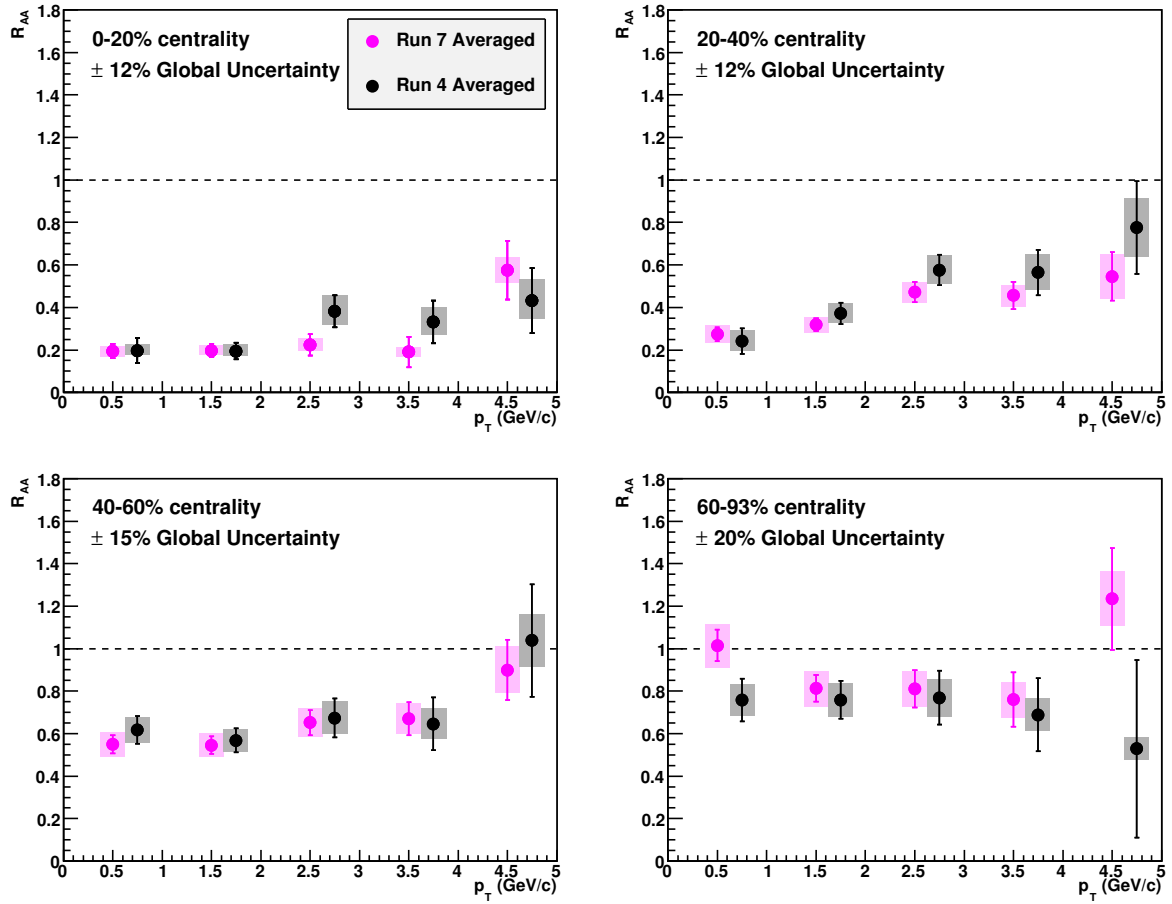 R_AA
1.8
1.6
1.4
1.2
1
0.8
0.6
0.4
0.2
0
0-20% centrality
± 12% Global Uncertainty
Run 7 Averaged
Run 4 Averaged
0 0.5 1 1.5 2 2.5 3 3.5 4 4.5 5
p_T (GeV/c)
R_AA
1.8
1.6
1.4
1.2
1
0.8
0.6
0.4
0.2
0
20-40% centrality
± 12% Global Uncertainty
0 0.5 1 1.5 2 2.5 3 3.5 4 4.5 5
p_T (GeV/c)
R_AA
1.8
1.6
1.4
1.2
1
0.8
0.6
0.4
0.2
0
40-60% centrality
± 15% Global Uncertainty
0 0.5 1 1.5 2 2.5 3 3.5 4 4.5 5
p_T (GeV/c)
R_AA
1.8
1.6
1.4
1.2
1
0.8
0.6
0.4
0.2
0
60-93% centrality
± 20% Global Uncertainty
0 0.5 1 1.5 2 2.5 3 3.5 4 4.5 5
p_T (GeV/c)